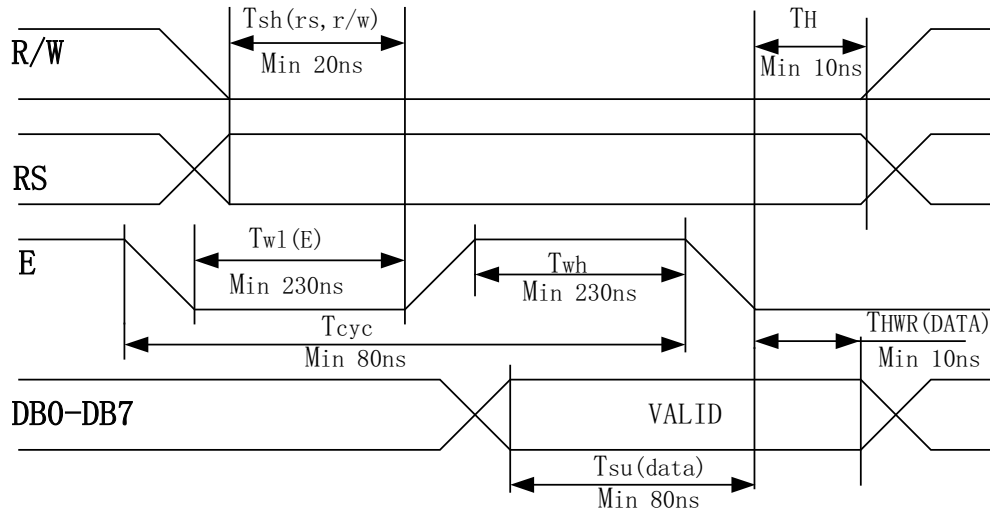 Tsh(rs,r/w)
TH
R/W
Min 20ns
Min 10ns
RS
Twl(E)
Twh
E
Min 230ns
Min 230ns
Tcyc
THWR(DATA)
Min 80ns
Min 10ns
DB0-DB7
VALID
Tsu(data)
Min 80ns